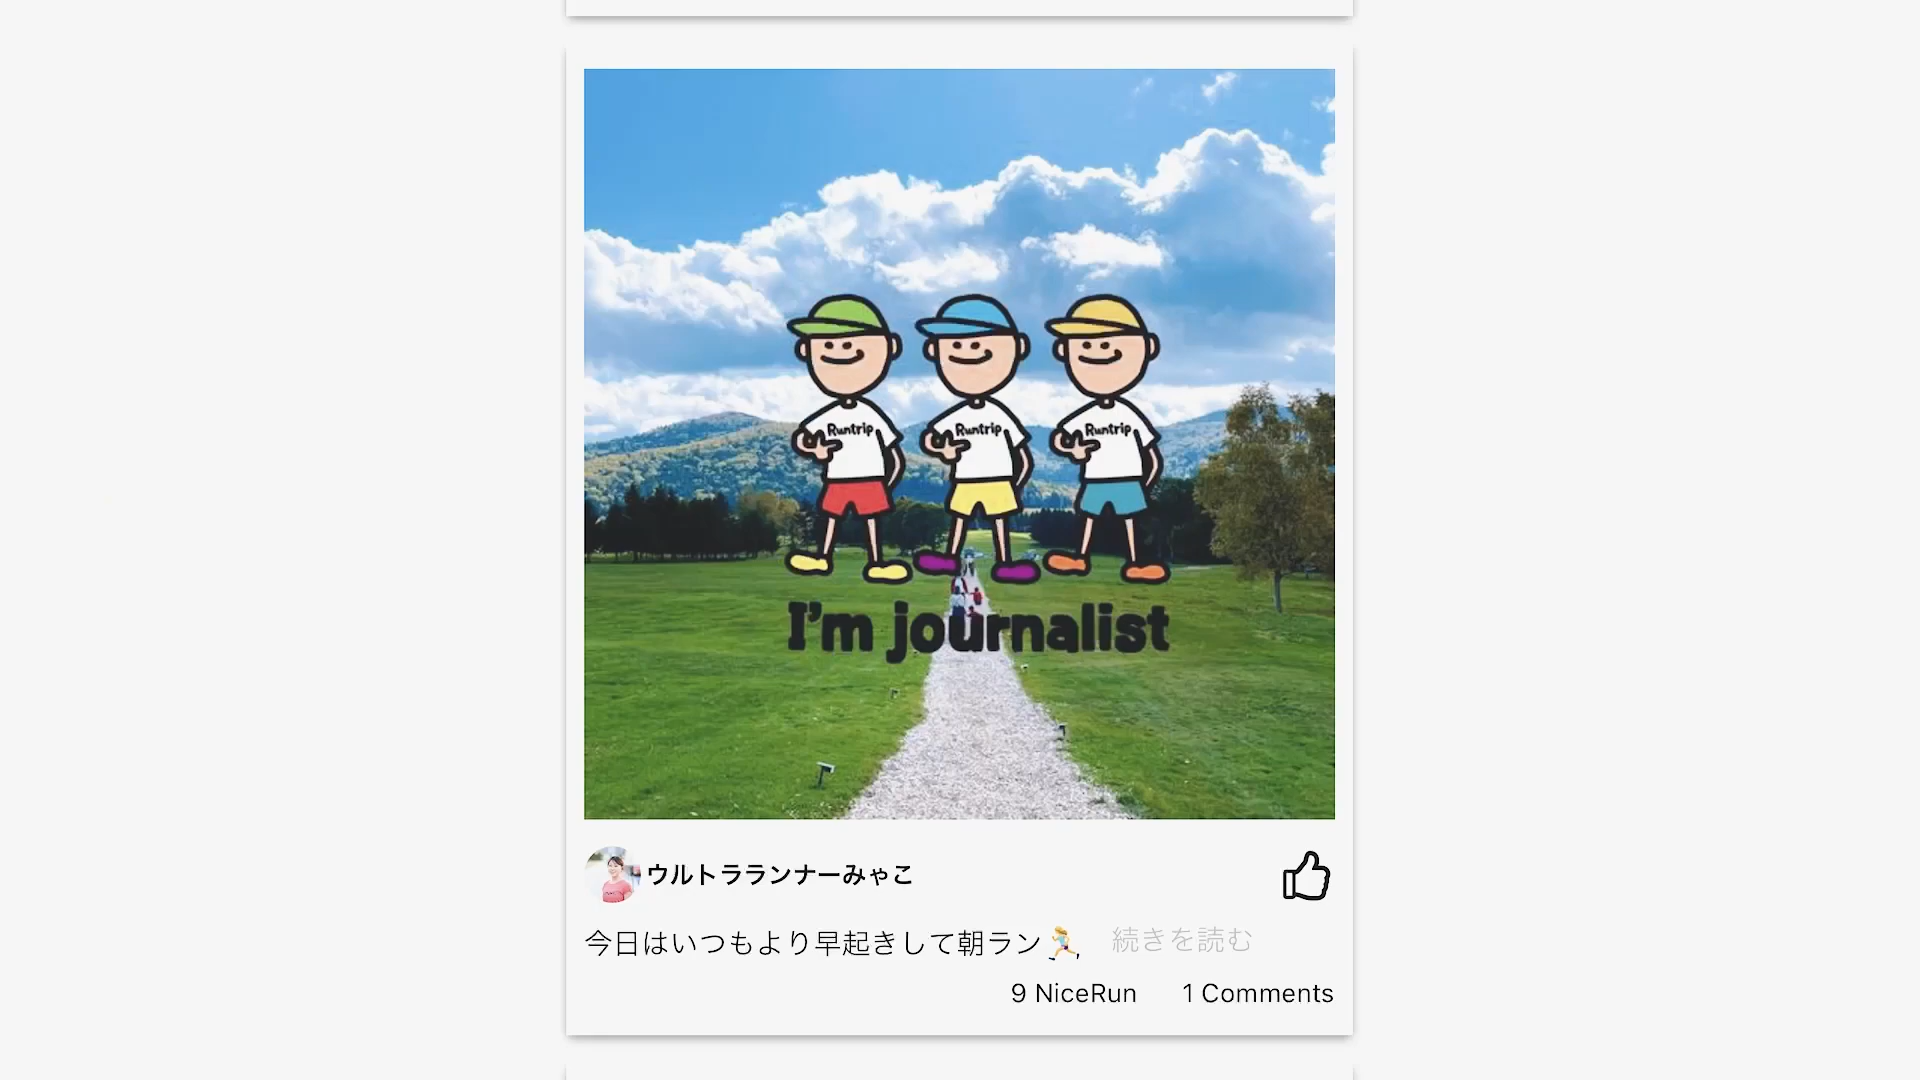 Runtrip Runtrip Runtrip
I'm journalist
ウルトラランナーみゃこ
今日はいつもより早起きして朝ラン🏃, 続きを読む
9 NiceRun 1 Comments